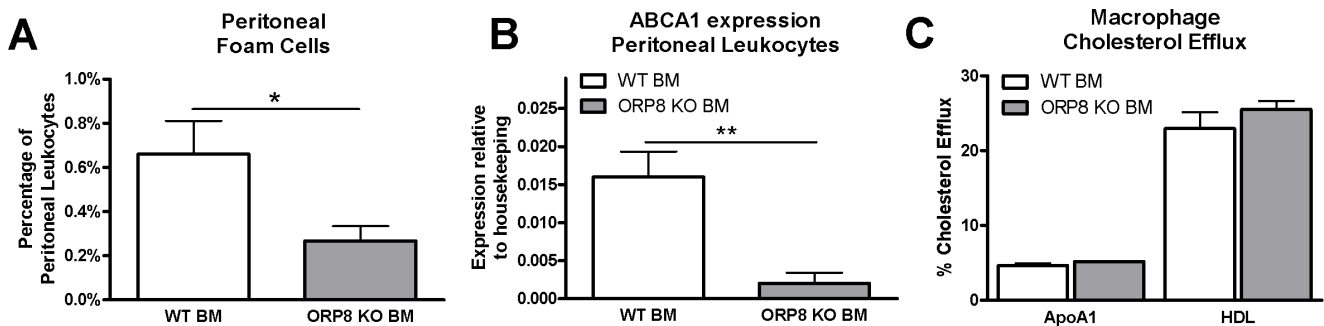 A
Peritoneal
Foam Cells
Percentage of
Peritoneal Leukocytes
1.0%
0.8%
0.6%
0.4%
0.2%
0.0%
*
WT BM
ORP8 KO BM
B
ABCA1 expression
Peritoneal Leukocytes
WT BM
ORP8 KO BM
Expression relative
to housekeeping
0.025
0.020
0.015
0.010
0.005
0.000
**
WT BM
ORP8 KO BM
C
Macrophage
Cholesterol Efflux
WT BM
ORP8 KO BM
% Cholesterol Efflux
30
20
10
0
ApoA1
HDL